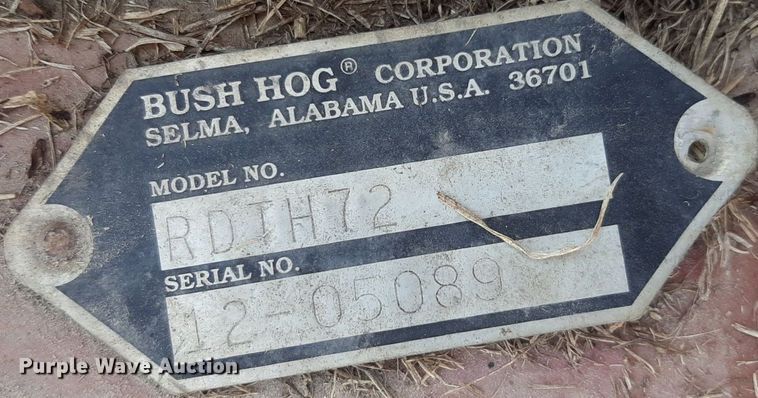 BUSH HOG® CORPORATION
SELMA, ALABAMA U.S.A. 36701
MODEL NO.
RDTH72
SERIAL NO.
12-05089
Purple Wave Auction